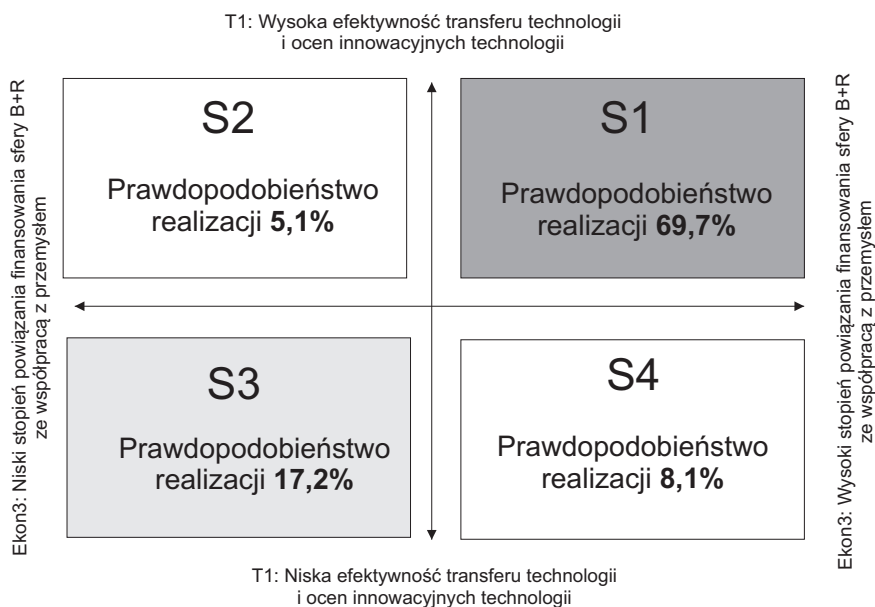 T1: Wysoka efektywność transferu technologii
i ocen innowacyjnych technologii
Ekon3: Niski stopień powiązania finansowania sfery B+R
ze współpracą z przemysłem
S2
Prawdopodobieństwo
realizacji 5,1%
S1
Prawdopodobieństwo
realizacji 69,7%
S3
Prawdopodobieństwo
realizacji 17,2%
S4
Prawdopodobieństwo
realizacji 8,1%
Ekon3: Wysoki stopień powiązania finansowania sfery B+R
ze współpracą z przemysłem
T1: Niska efektywność transferu technologii
i ocen innowacyjnych technologii